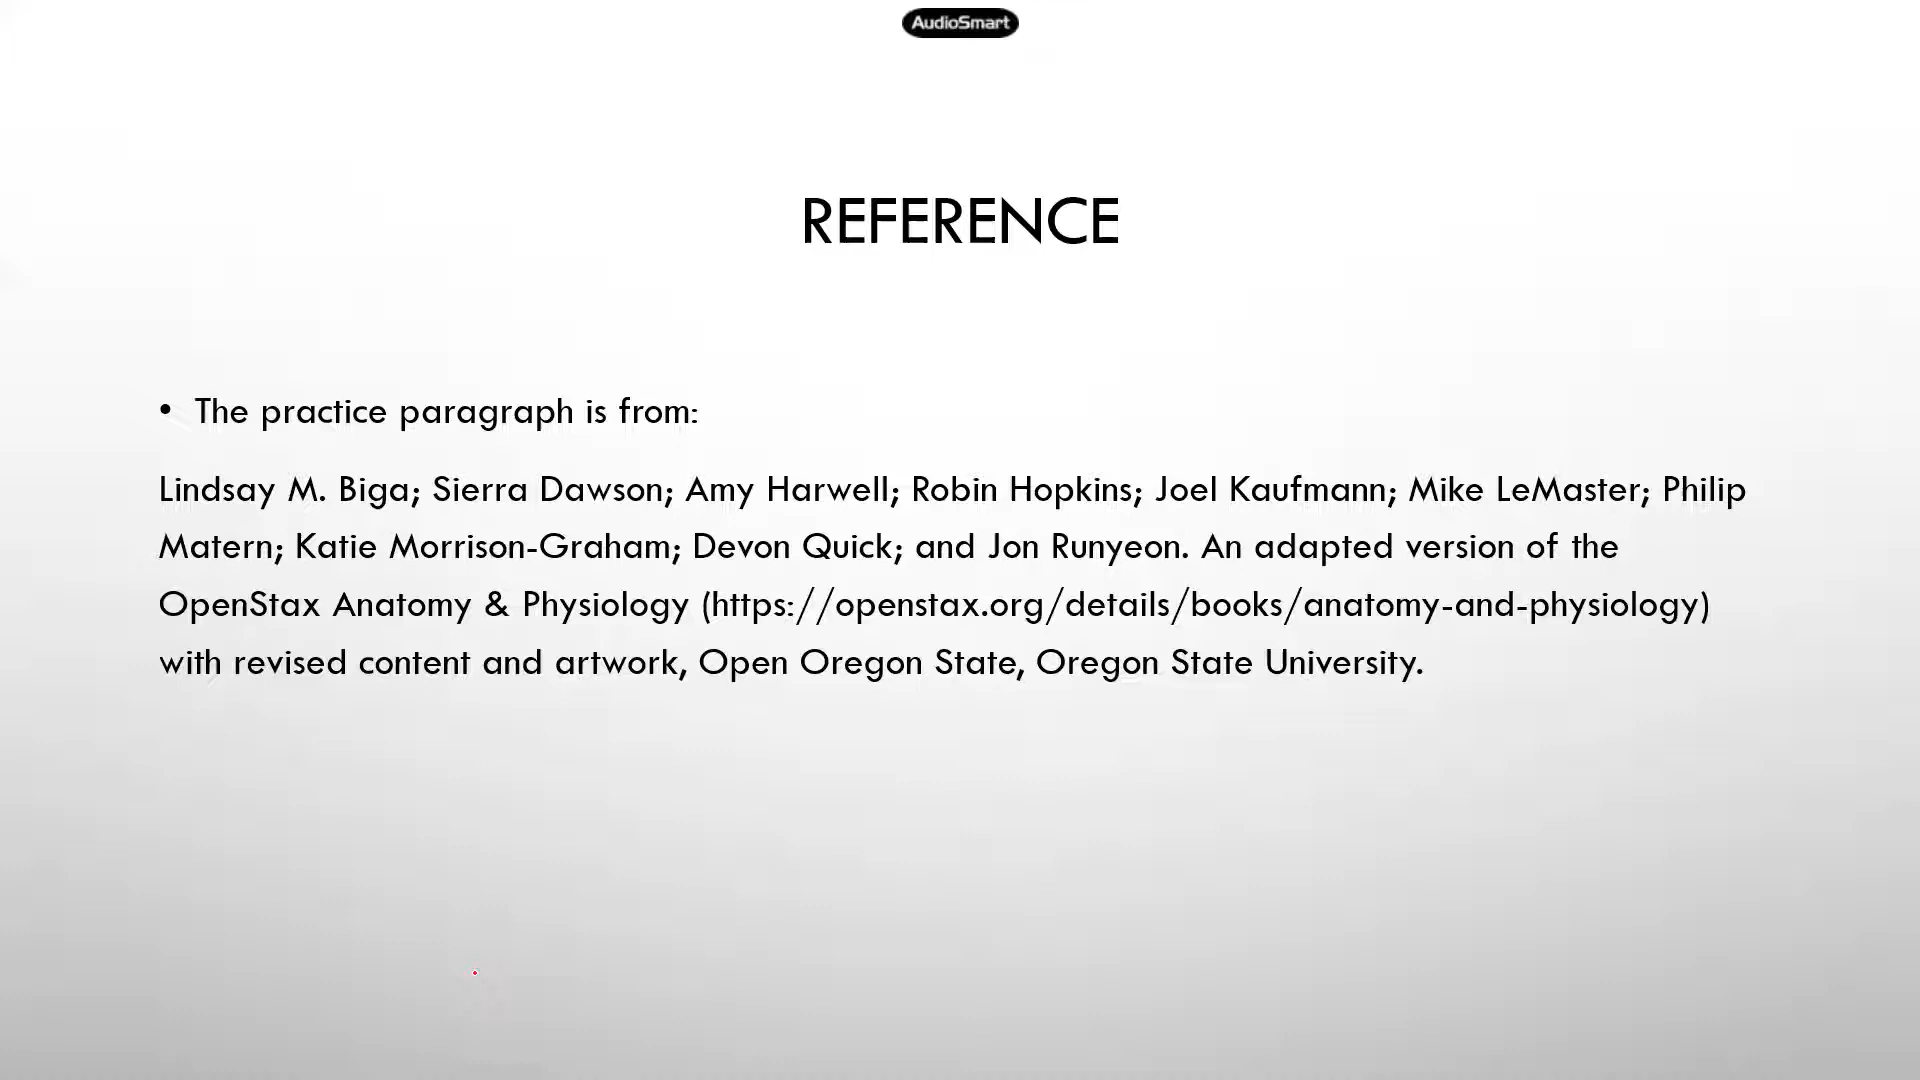 AudioSmart
REFERENCE
• The practice paragraph is from:
Lindsay M. Biga; Sierra Dawson; Amy Harwell; Robin Hopkins; Joel Kaufmann; Mike LeMaster; Philip
Matern; Katie Morrison-Graham; Devon Quick; and Jon Runyeon. An adapted version of the
OpenStax Anatomy & Physiology (https://openstax.org/details/books/anatomy-and-physiology)
with revised content and artwork, Open Oregon State, Oregon State University.